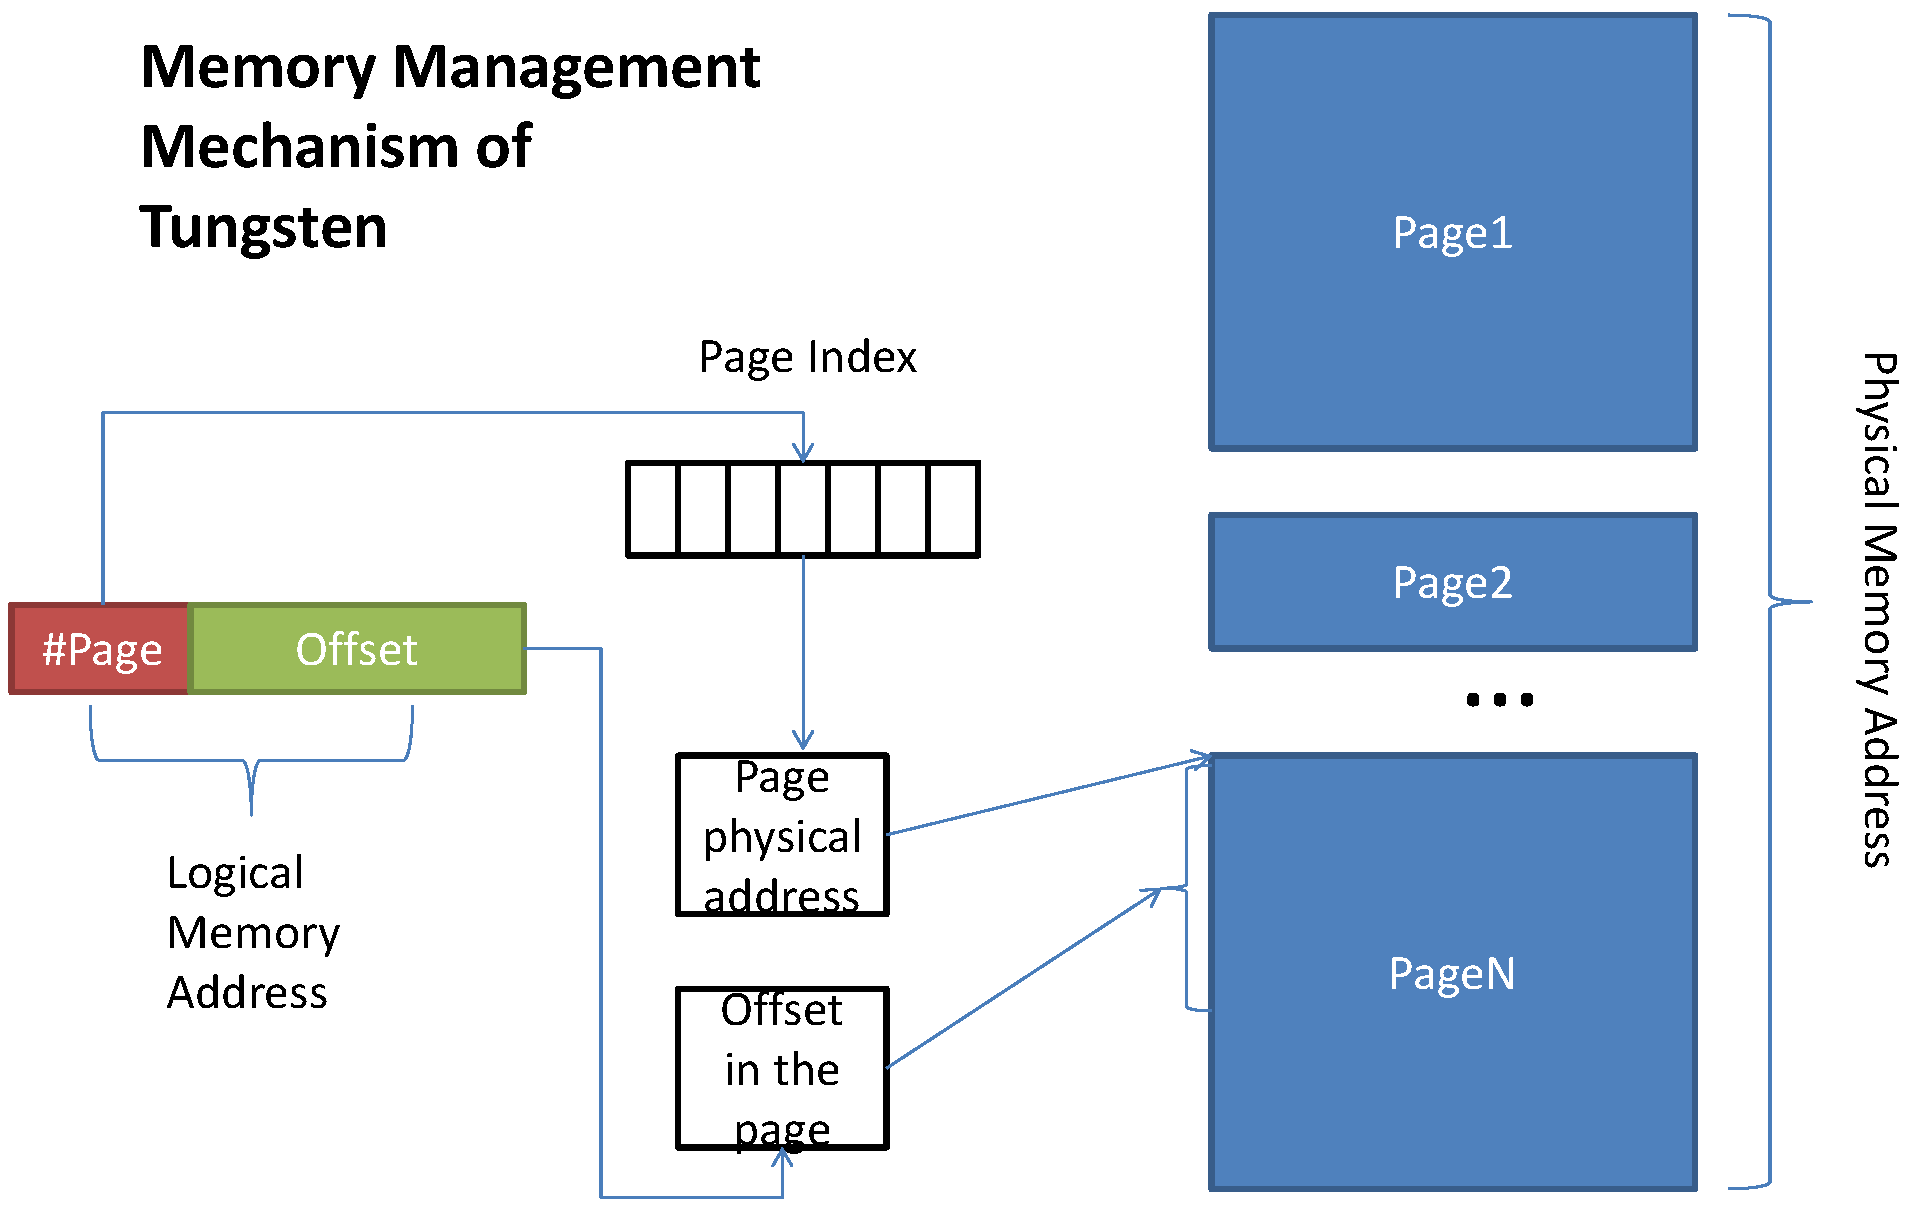 Memory Management
Mechanism of
Tungsten
Page Index
#Page
Offset
Logical
Memory
Address
Page
physical
address
Offset
in the
page
Page1
Page2
...
PageN
Physical Memory Address